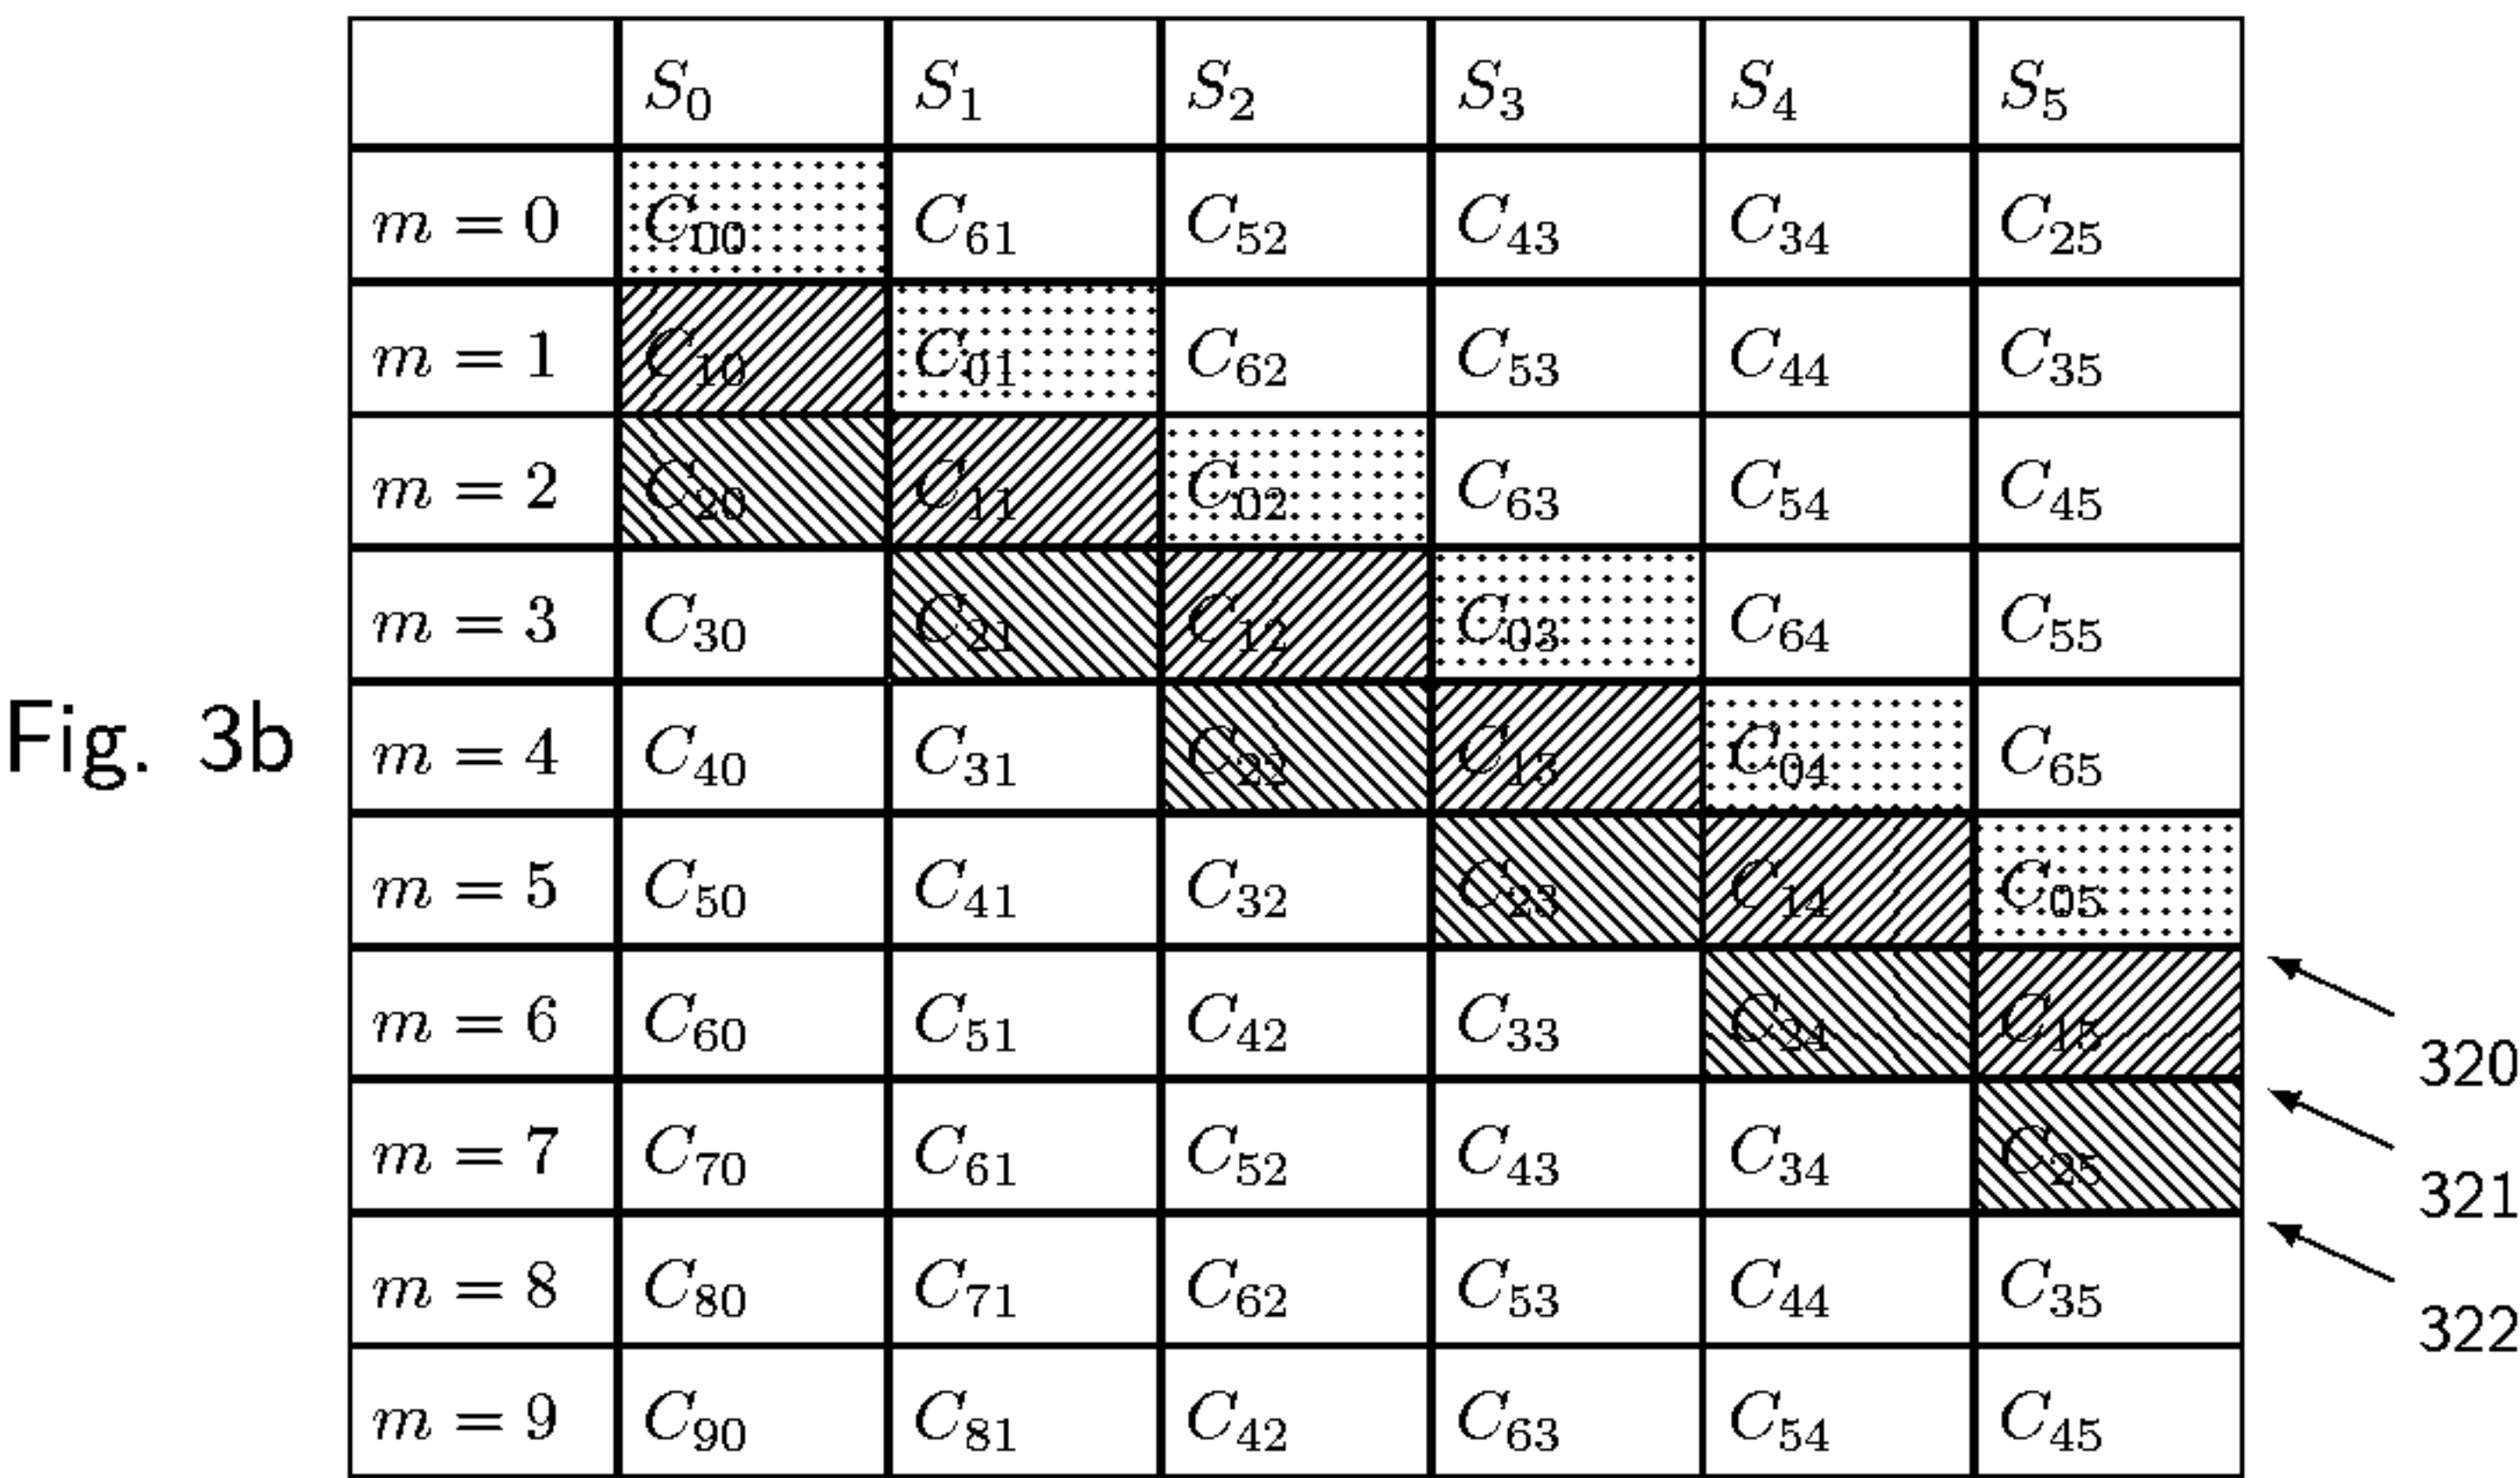 S₀ S₁ S₂ S₃ S₄ S₅
m = 0 C₀₀ C₆₁ C₅₂ C₄₃ C₃₄ C₂₅
m = 1 C₁₀ C₀₁ C₆₂ C₅₃ C₄₄ C₃₅
m = 2 C₂₀ C₁₁ C₀₂ C₆₃ C₅₄ C₄₅
m = 3 C₃₀ C₂₁ C₁₂ C₀₃ C₆₄ C₅₅
Fig. 3b
m = 4 C₄₀ C₃₁ C₂₂ C₁₃ C₀₄ C₆₅
m = 5 C₅₀ C₄₁ C₃₂ C₂₃ C₁₄ C₀₅
m = 6 C₆₀ C₅₁ C₄₂ C₃₃ C₂₄ C₁₅
320
m = 7 C₇₀ C₆₁ C₅₂ C₄₃ C₃₄ C₂₅
321
m = 8 C₈₀ C₇₁ C₆₂ C₅₃ C₄₄ C₃₅
322
m = 9 C₉₀ C₈₁ C₄₂ C₆₃ C₅₄ C₄₅